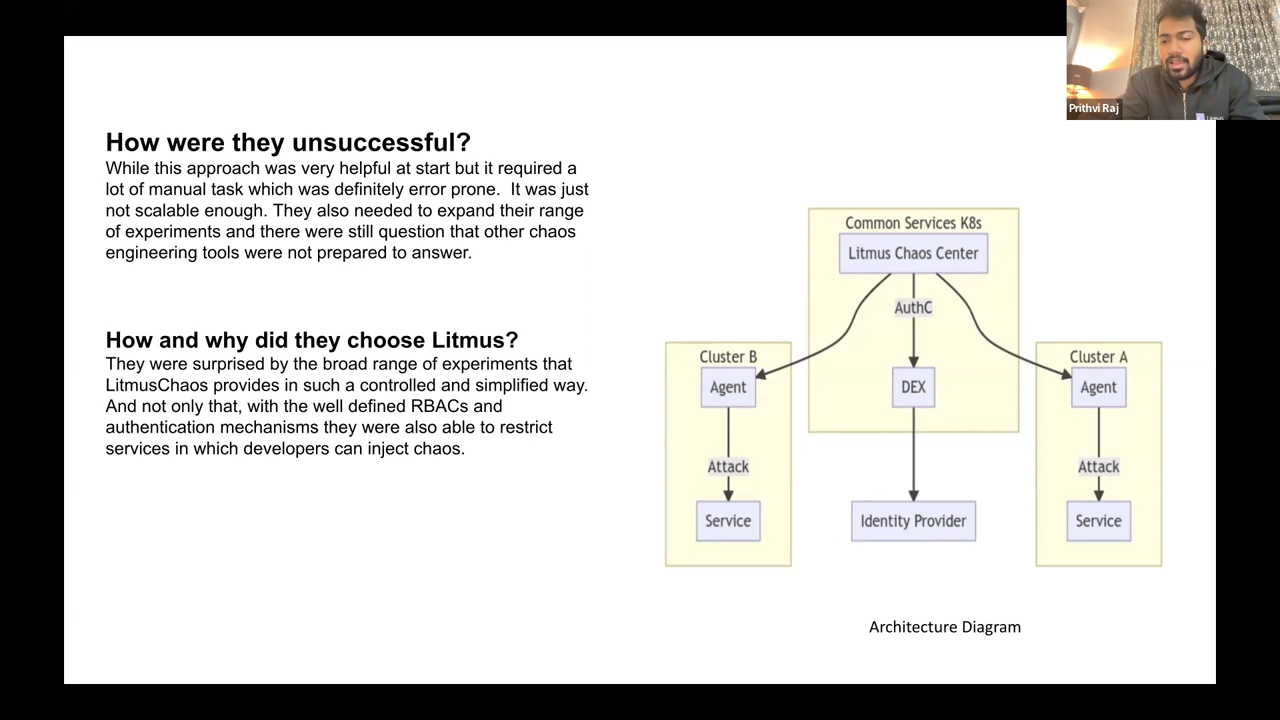 Prithvi Raj
How were they unsuccessful?
While this approach was very helpful at start but it required a
lot of manual task which was definitely error prone.  It was just
not scalable enough. They also needed to expand their range
of experiments and there were still question that other chaos
engineering tools were not prepared to answer.
How and why did they choose Litmus?
They were surprised by the broad range of experiments that
LitmusChaos provides in such a controlled and simplified way.
And not only that, with the well defined RBACs and
authentication mechanisms they were also able to restrict
services in which developers can inject chaos.
Common Services K8s
Litmus Chaos Center
AuthC
Cluster B
Agent
DEX
Cluster A
Agent
Attack
Attack
Service
Identity Provider
Service
Architecture Diagram